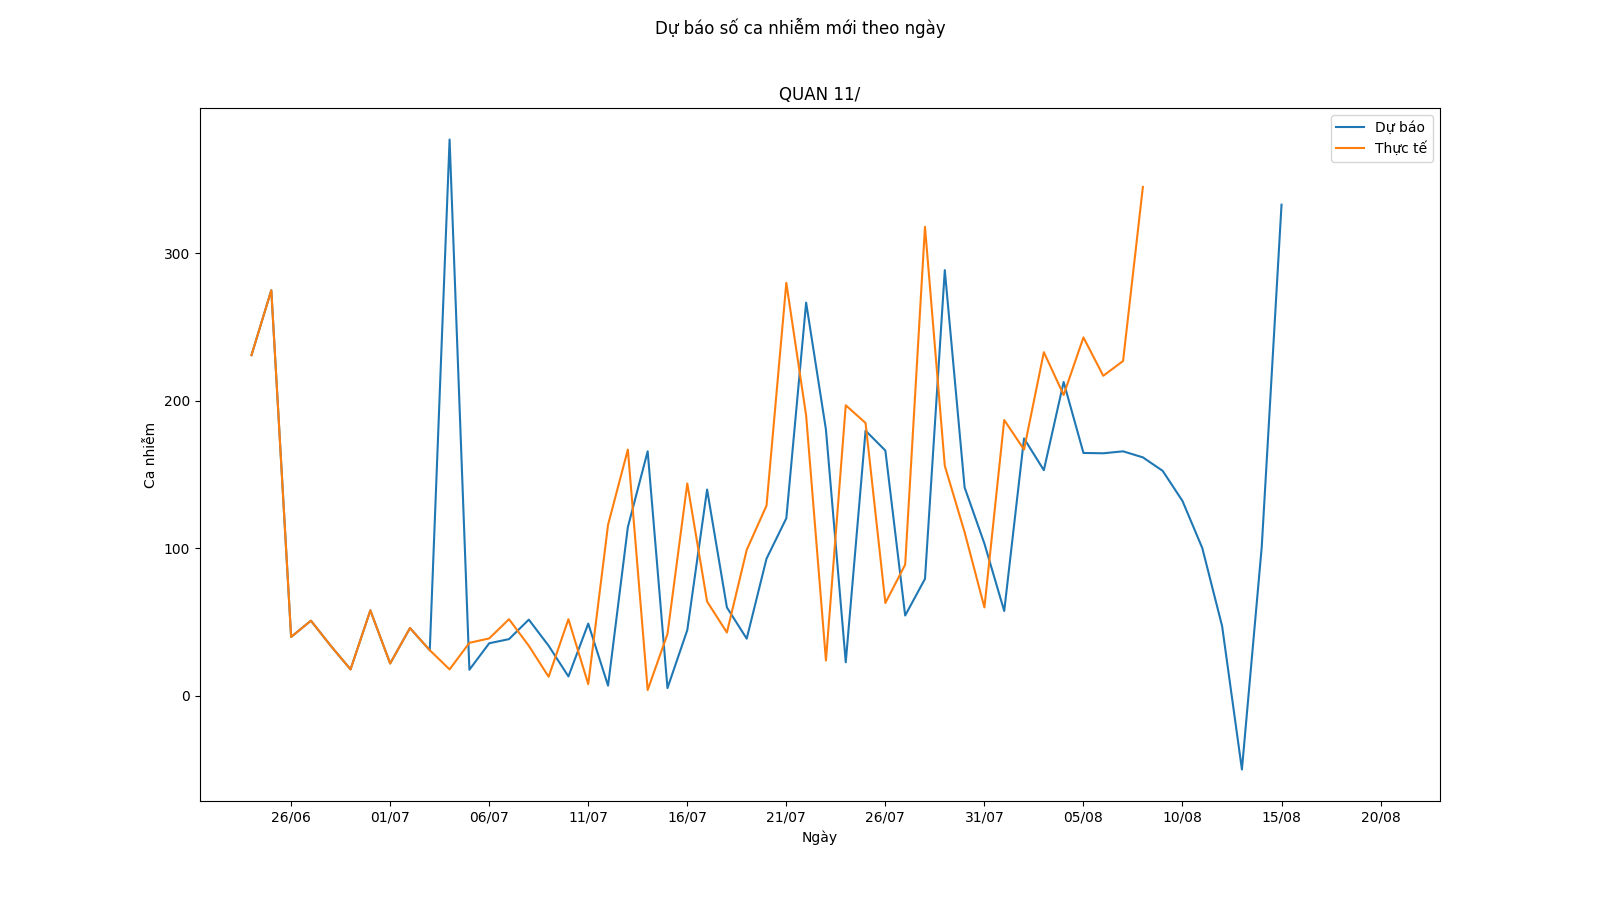 Dự báo số ca nhiễm mới theo ngày
QUAN 11/
Dự báo
Thực tế
Ca nhiễm
300
200
100
0
26/06 01/07 06/07 11/07 16/07 21/07 26/07 31/07 05/08 10/08 15/08 20/08
Ngày